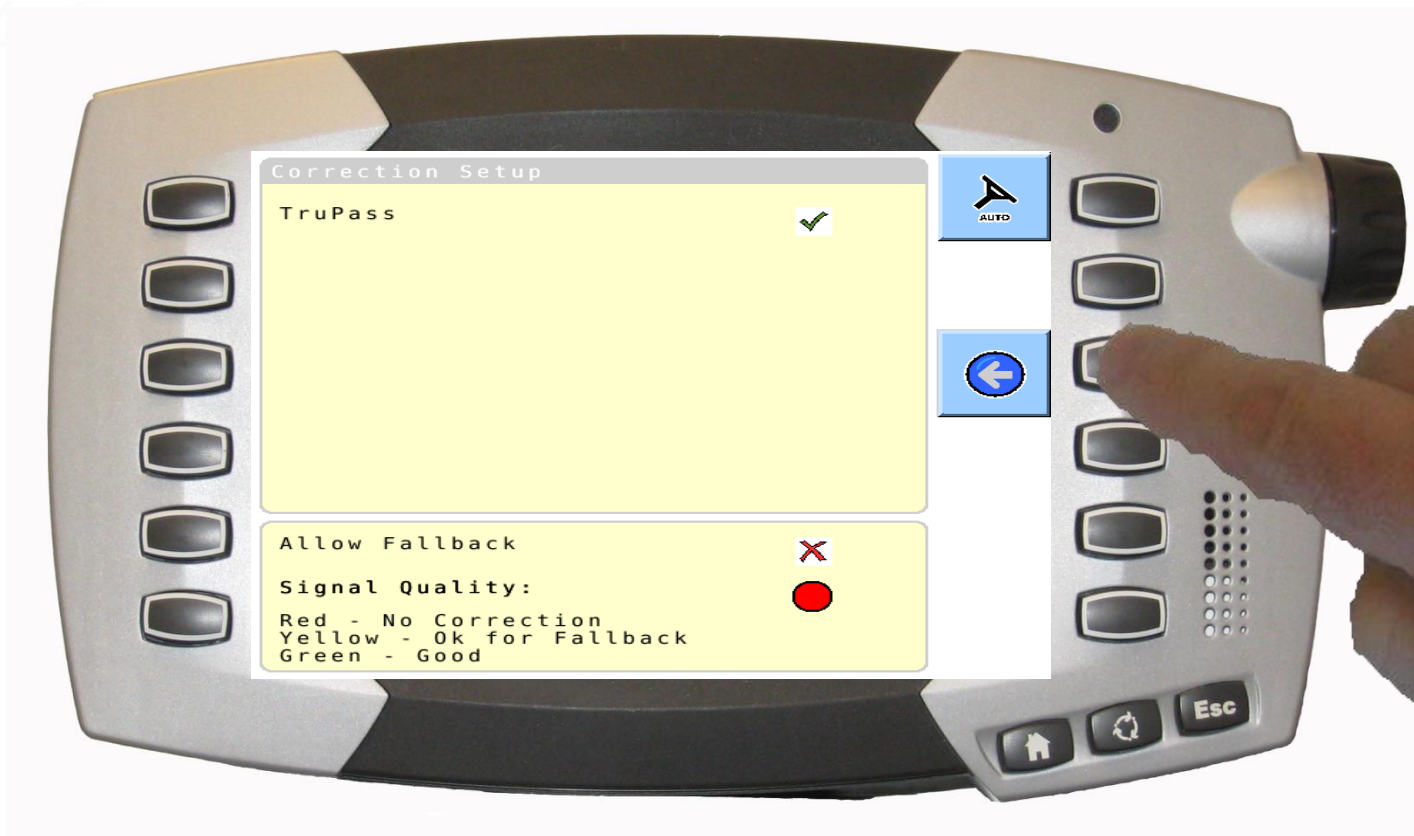 Correction Setup
TruPass
AUTO
Allow Fallback
Signal Quality:
Red - No Correction
Yellow - Ok for Fallback
Green - Good
Esc